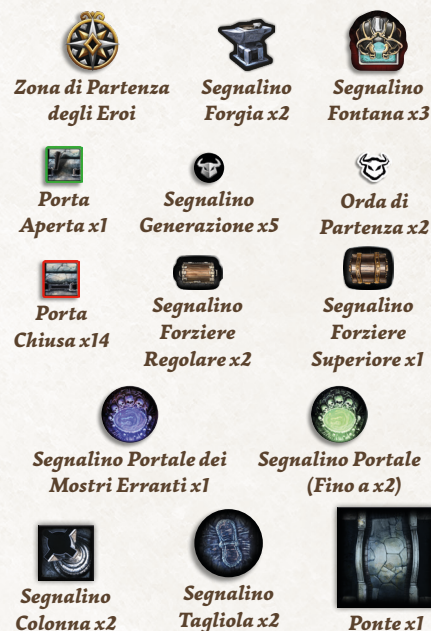 Zona di Partenza
degli Eroi
Segnalino
Forgia x2
Segnalino
Fontana x3
Porta
Aperta x1
Segnalino
Generazione x5
Orda di
Partenza x2
Porta
Chiusa x14
Segnalino
Forziere
Regolare x2
Segnalino
Forziere
Superiore x1
Segnalino Portale dei
Mostri Erranti x1
Segnalino Portale
(Fino a x2)
Segnalino
Colonna x2
Segnalino
Tagliola x2
Ponte x1